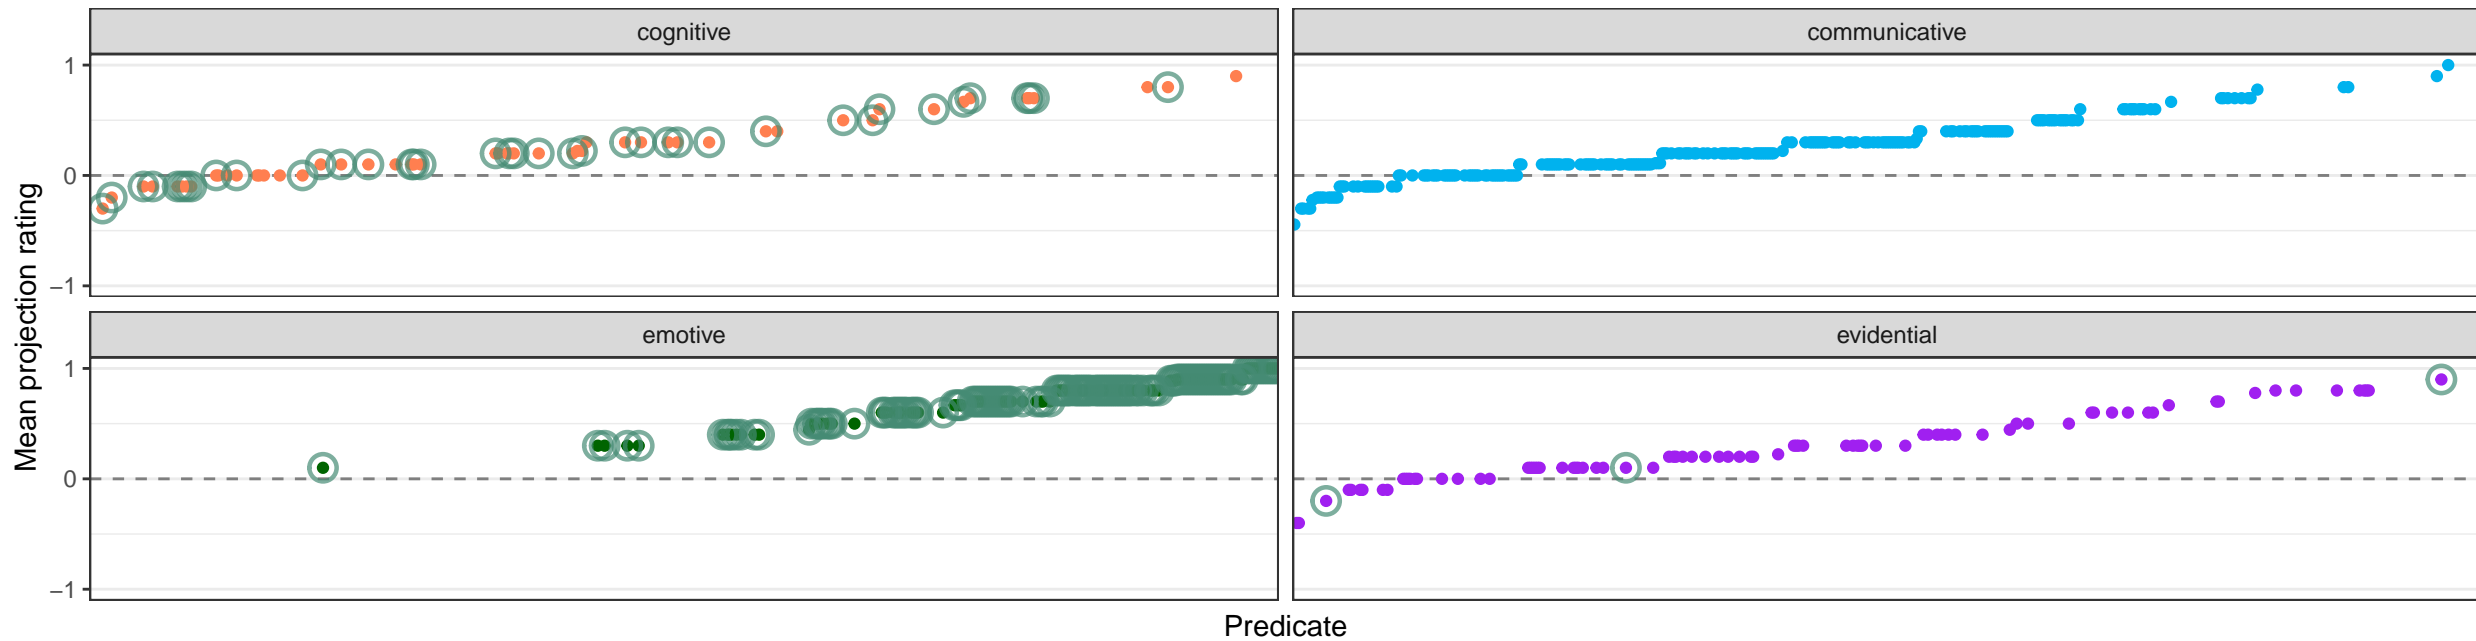 cognitive
communicative
1
0
−1
emotive
evidential
1
0
−1
Mean projection rating
Predicate